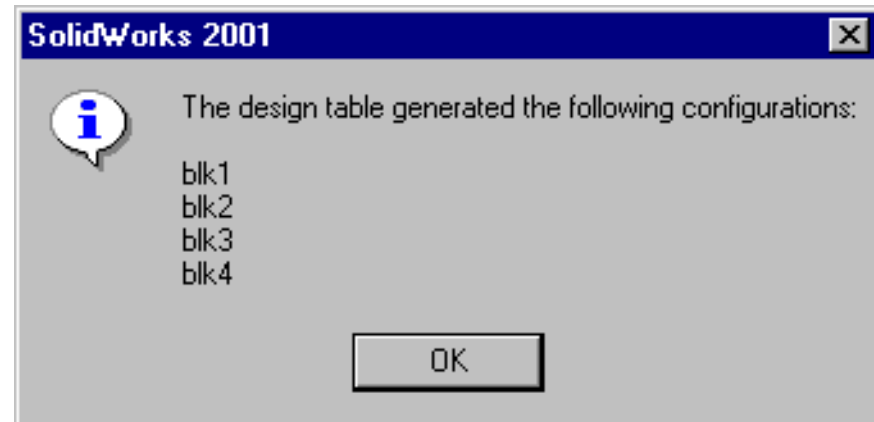 SolidWorks 2001
The design table generated the following configurations:
blk1
blk2
blk3
blk4
OK